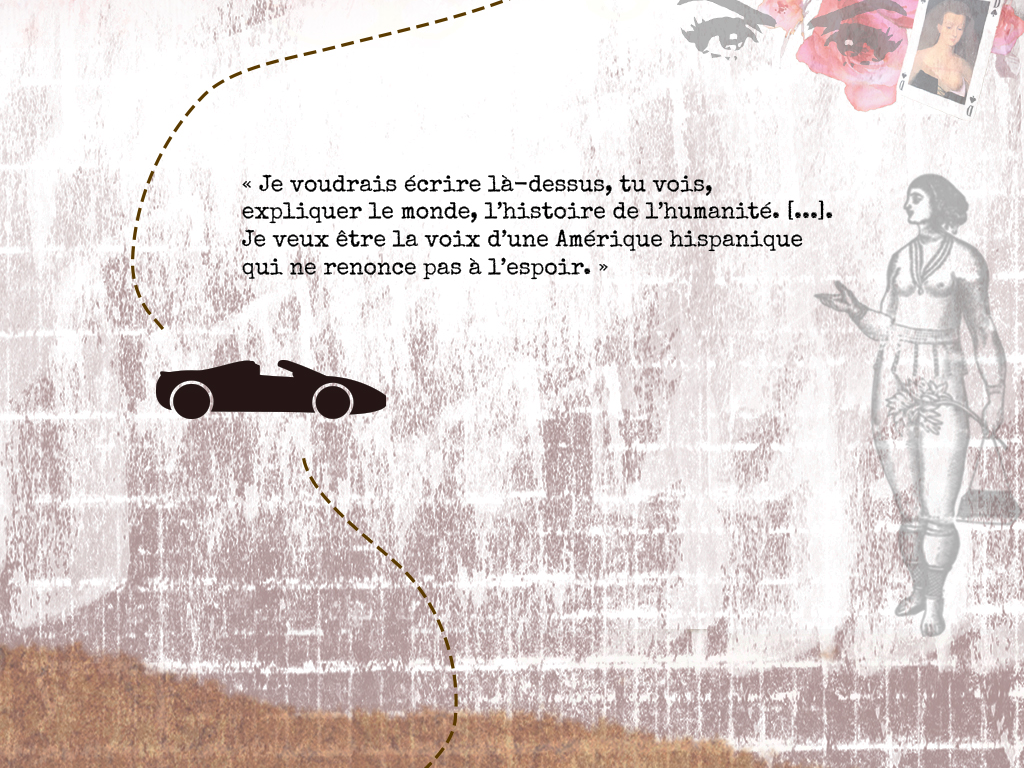 « Je voudrais écrire là-dessus, tu vois,
expliquer le monde, l’histoire de l’humanité. [...].
Je veux être la voix d’une Amérique hispanique
qui ne renonce pas à l’espoir. »